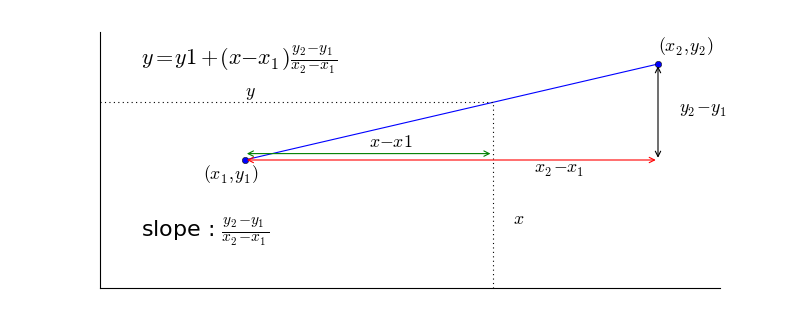 (x₂,y₂)
y=y1+(x−x₁)(y₂−y₁)/(x₂−x₁)
y
y₂−y₁
x−x1
x₂−x₁
(x₁,y₁)
x
slope : (y₂−y₁)/(x₂−x₁)